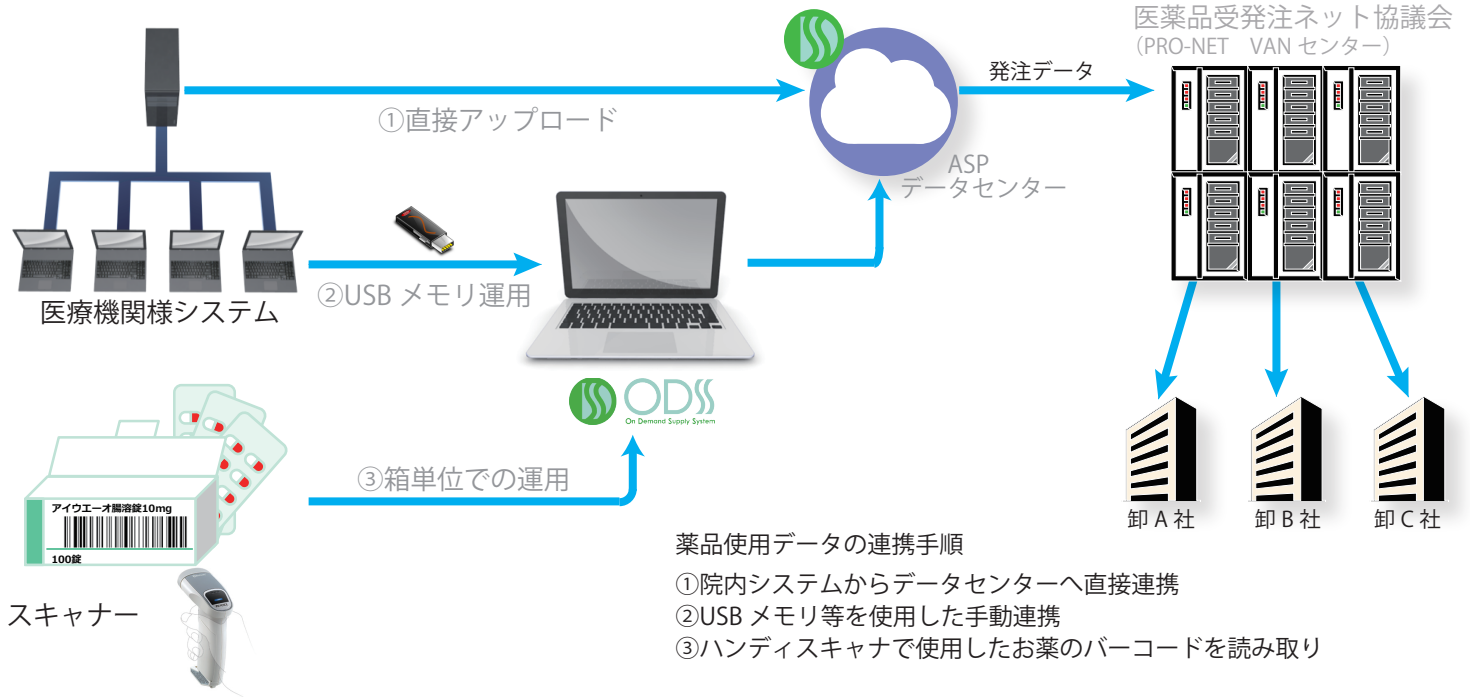 医薬品受発注ネット協議会
（PRO-NET　VAN センター）
発注データ
①直接アップロード
ASP
データセンター
②USB メモリ運用
医療機関様システム
ODSS
On Demand Supply System
③箱単位での運用
アイウエーオ腸溶錠10mg
100錠
スキャナー
卸 A 社
卸 B 社
卸 C 社
薬品使用データの連携手順
①院内システムからデータセンターへ直接連携
②USB メモリ等を使用した手動連携
③ハンディスキャナで使用したお薬のバーコードを読み取り